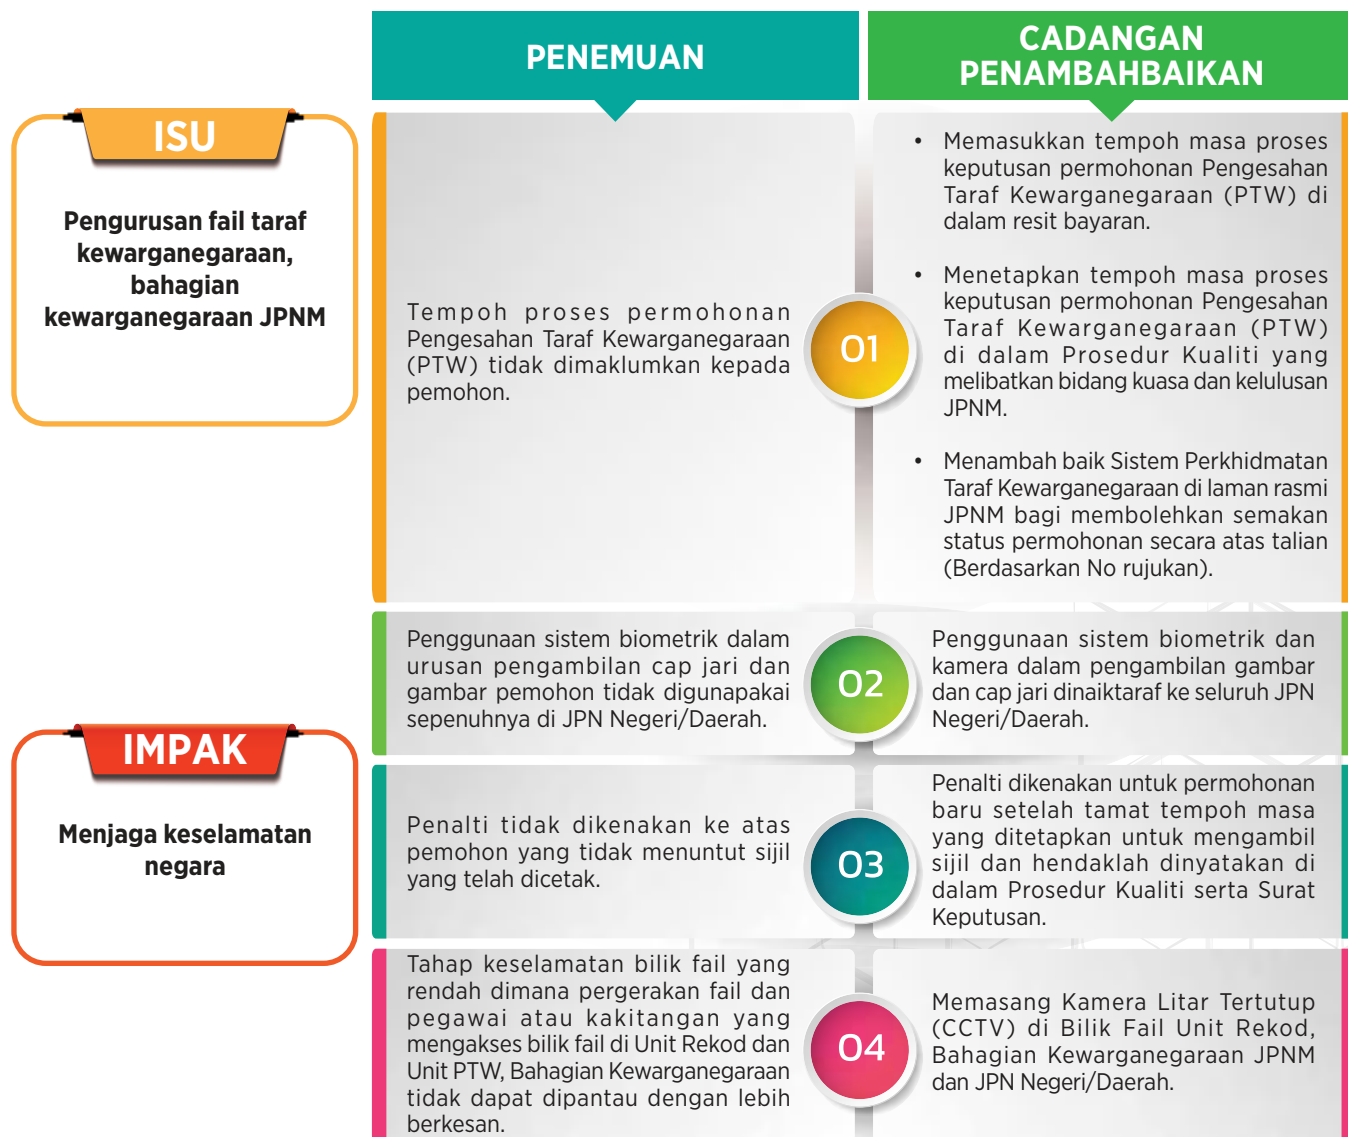 PENEMUAN
CADANGAN
PENAMBAHBAIKAN
ISU
Pengurusan fail taraf
kewarganegaraan,
bahagian
kewarganegaraan JPNM
Tempoh proses permohonan
Pengesahan Taraf Kewarganegaraan
(PTW) tidak dimaklumkan kepada
pemohon.
01
• Memasukkan tempoh masa proses
keputusan permohonan Pengesahan
Taraf Kewarganegaraan (PTW) di
dalam resit bayaran.
• Menetapkan tempoh masa proses
keputusan permohonan Pengesahan
Taraf Kewarganegaraan (PTW)
di dalam Prosedur Kualiti yang
melibatkan bidang kuasa dan kelulusan
JPNM.
• Menambah baik Sistem Perkhidmatan
Taraf Kewarganegaraan di laman rasmi
JPNM bagi membolehkan semakan
status permohonan secara atas talian
(Berdasarkan No rujukan).
Penggunaan sistem biometrik dalam
urusan pengambilan cap jari dan
gambar pemohon tidak digunapakai
sepenuhnya di JPN Negeri/Daerah.
02
Penggunaan sistem biometrik dan
kamera dalam pengambilan gambar
dan cap jari dinaiktaraf ke seluruh JPN
Negeri/Daerah.
IMPAK
Menjaga keselamatan
negara
Penalti tidak dikenakan ke atas
pemohon yang tidak menuntut sijil
yang telah dicetak.
03
Penalti dikenakan untuk permohonan
baru setelah tamat tempoh masa
yang ditetapkan untuk mengambil
sijil dan hendaklah dinyatakan di
dalam Prosedur Kualiti serta Surat
Keputusan.
Tahap keselamatan bilik fail yang
rendah dimana pergerakan fail dan
pegawai atau kakitangan yang
mengakses bilik fail di Unit Rekod dan
Unit PTW, Bahagian Kewarganegaraan
tidak dapat dipantau dengan lebih
berkesan.
04
Memasang Kamera Litar Tertutup
(CCTV) di Bilik Fail Unit Rekod,
Bahagian Kewarganegaraan JPNM
dan JPN Negeri/Daerah.